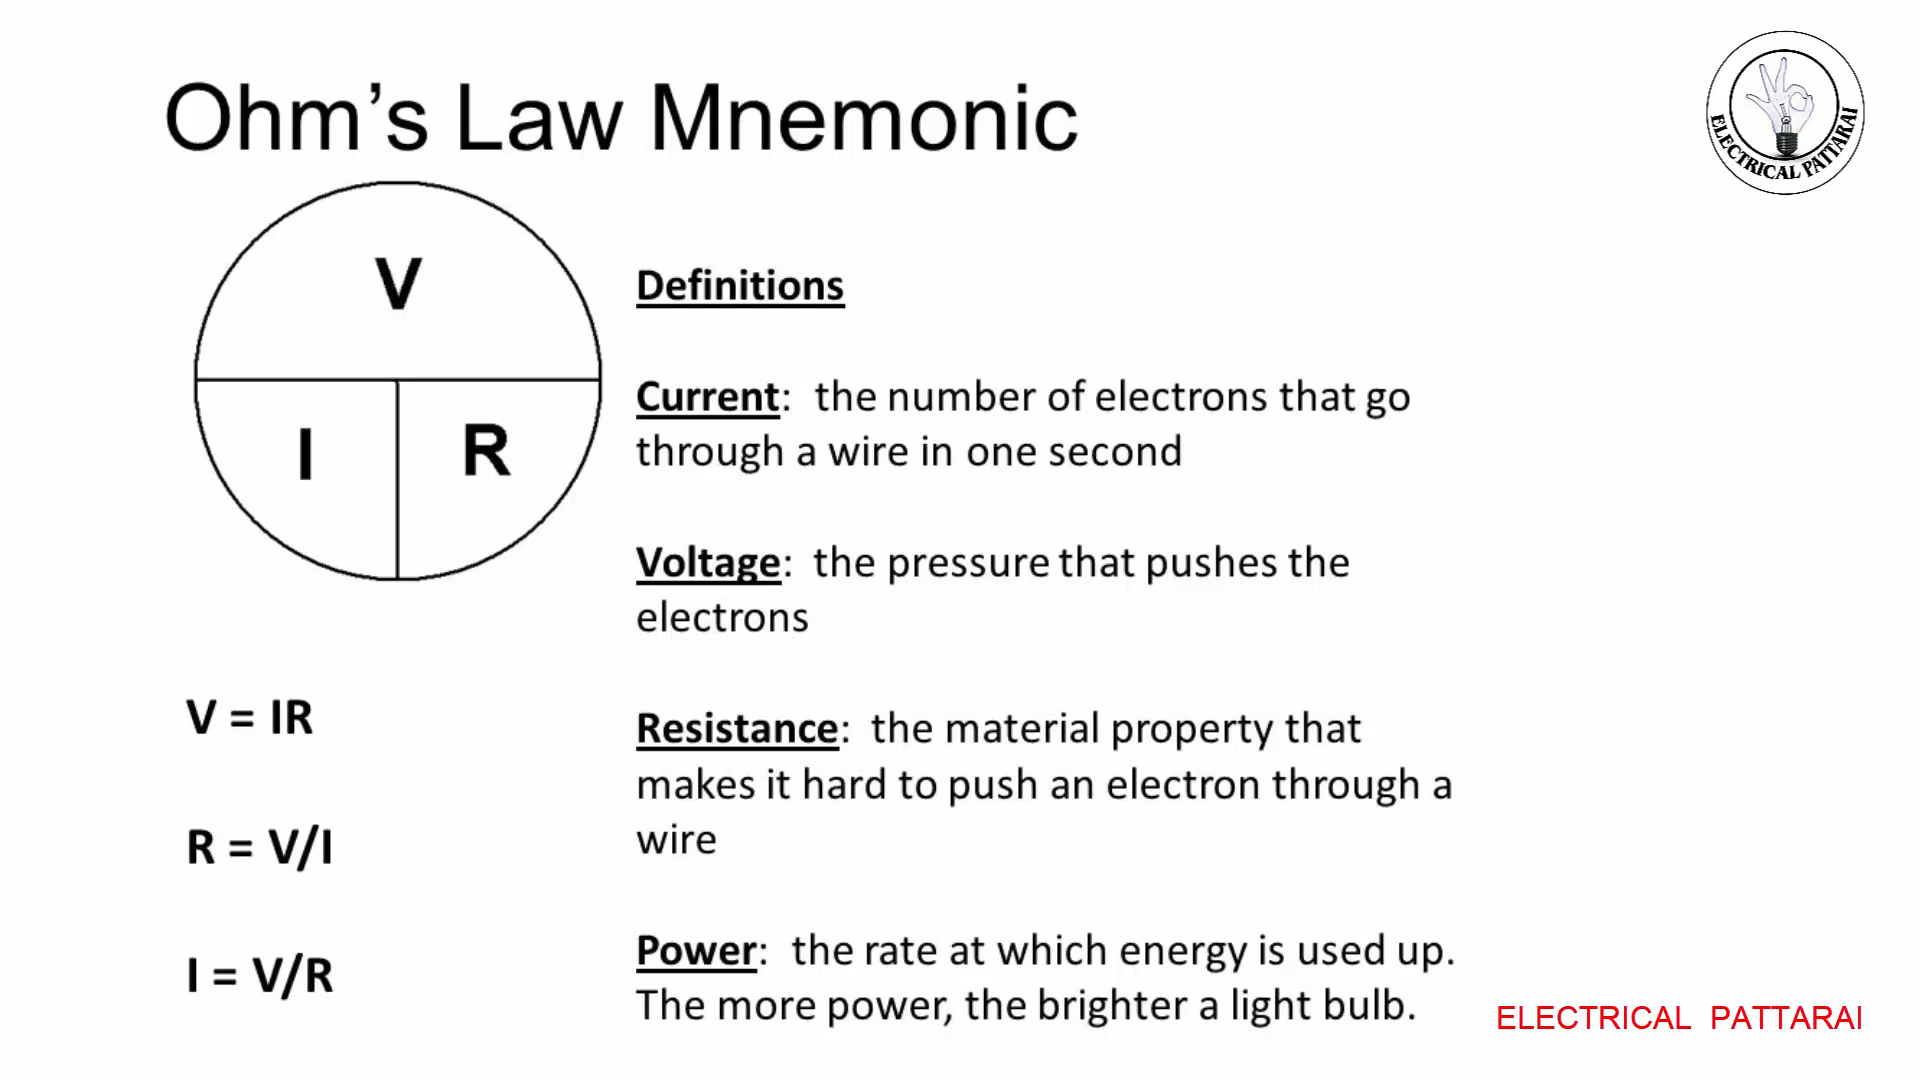 Ohm’s Law Mnemonic
ELECTRICAL PATTARAI
V
I
R
Definitions
Current:  the number of electrons that go
through a wire in one second
Voltage:  the pressure that pushes the
electrons
Resistance:  the material property that
makes it hard to push an electron through a
wire
Power:  the rate at which energy is used up.
The more power, the brighter a light bulb.
V = IR
R = V/I
I = V/R
ELECTRICAL  PATTARAI